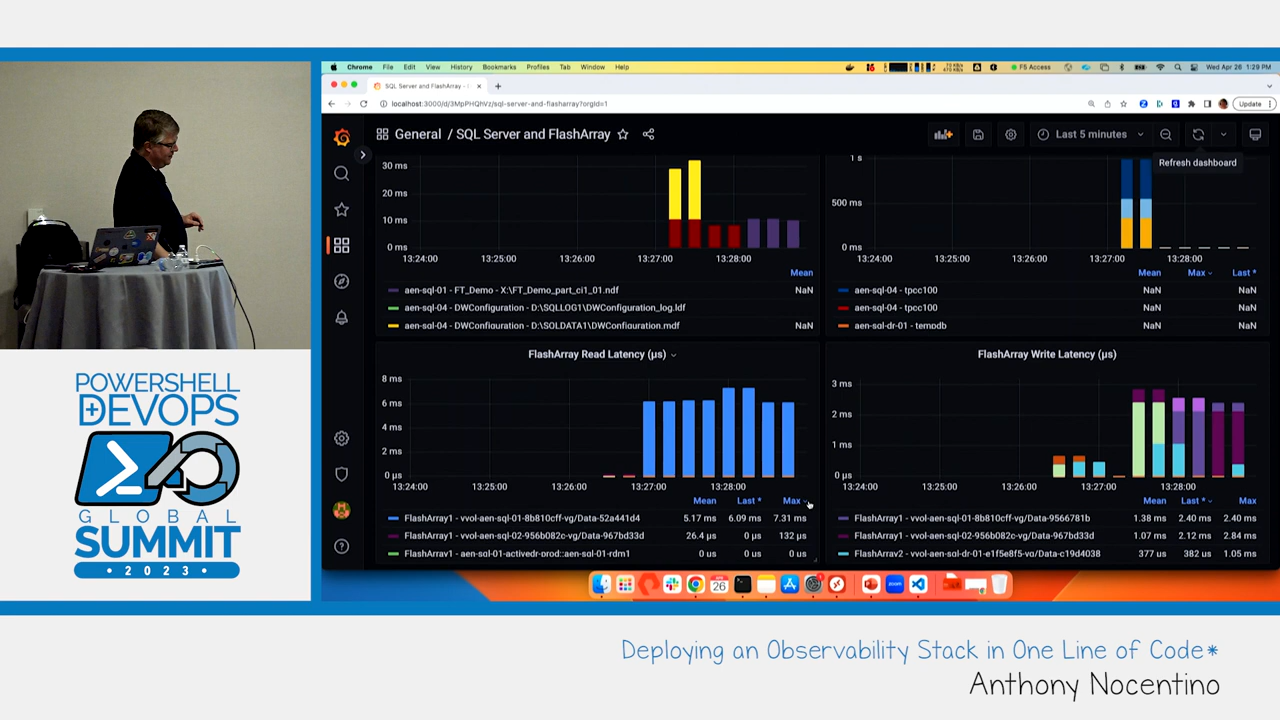 Chrome File Edit View History Bookmarks Profiles Tab Window Help
F5 Access
Wed Apr 26 1:29 PM
SQL Server and FlashArray -
localhost:3000/d/3MpPHQhVz/sql-server-and-flasharray?orgId=1
Update
General / SQL Server and FlashArray
Last 5 minutes
Refresh dashboard
30 ms
20 ms
10 ms
0 ms
13:24:00 13:25:00 13:26:00 13:27:00 13:28:00
Mean
aen-sql-01 - FT_Demo - X:\FT_Demo_part_ci1_01.ndf NaN
aen-sql-04 - DWConfiguration - D:\SQLLOG1\DWConfiguration_log.ldf
aen-sql-04 - DWConfiguration - D:\SQLDATA1\DWConfiguration.mdf NaN
1 s
500 ms
0 ms
13:24:00 13:25:00 13:26:00 13:27:00 13:28:00
Mean Max Last *
aen-sql-04 - tpcc100 NaN NaN
aen-sql-04 - tpcc100 NaN NaN
aen-sql-dr-01 - tempdb NaN NaN
FlashArray Read Latency (µs)
8 ms
6 ms
4 ms
2 ms
0 µs
13:24:00 13:25:00 13:26:00 13:27:00 13:28:00
Mean Last * Max
FlashArray1 - vvol-aen-sql-01-8b810cff-vg/Data-52a441d4 5.17 ms 6.09 ms 7.31 ms
FlashArray1 - vvol-aen-sql-02-956b082c-vg/Data-967bd33d 26.4 µs 0 µs 132 µs
FlashArray1 - aen-sql-01-activedr-prod::aen-sql-01-rdm1 0 us 0 us 0 us
FlashArray Write Latency (µs)
3 ms
2 ms
1 ms
0 µs
13:24:00 13:25:00 13:26:00 13:27:00 13:28:00
Mean Last * Max
FlashArray1 - vvol-aen-sql-01-8b810cff-vg/Data-9566781b 1.38 ms 2.40 ms 2.40 ms
FlashArray1 - vvol-aen-sql-02-956b082c-vg/Data-967bd33d 1.07 ms 2.12 ms 2.84 ms
FlashArray2 - vvol-aen-sql-dr-01-e1f5e8f5-vg/Data-c19d4038 377 µs 382 µs 1.05 ms
26
zoom
POWERSHELL
+DEVOPS
GLOBAL
SUMMIT
• 2023 •
Deploying an Observability Stack in One Line of Code*
Anthony Nocentino